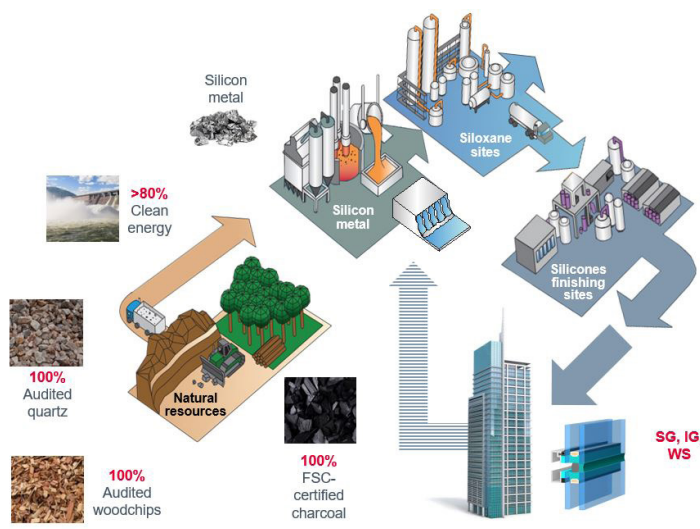 Silicon
metal
>80%
Clean
energy
Siloxane
sites
Silicon
metal
Silicones
finishing
sites
100%
Audited
quartz
Natural
resources
100%
FSC-
certified
charcoal
100%
Audited
woodchips
SG, IG
WS